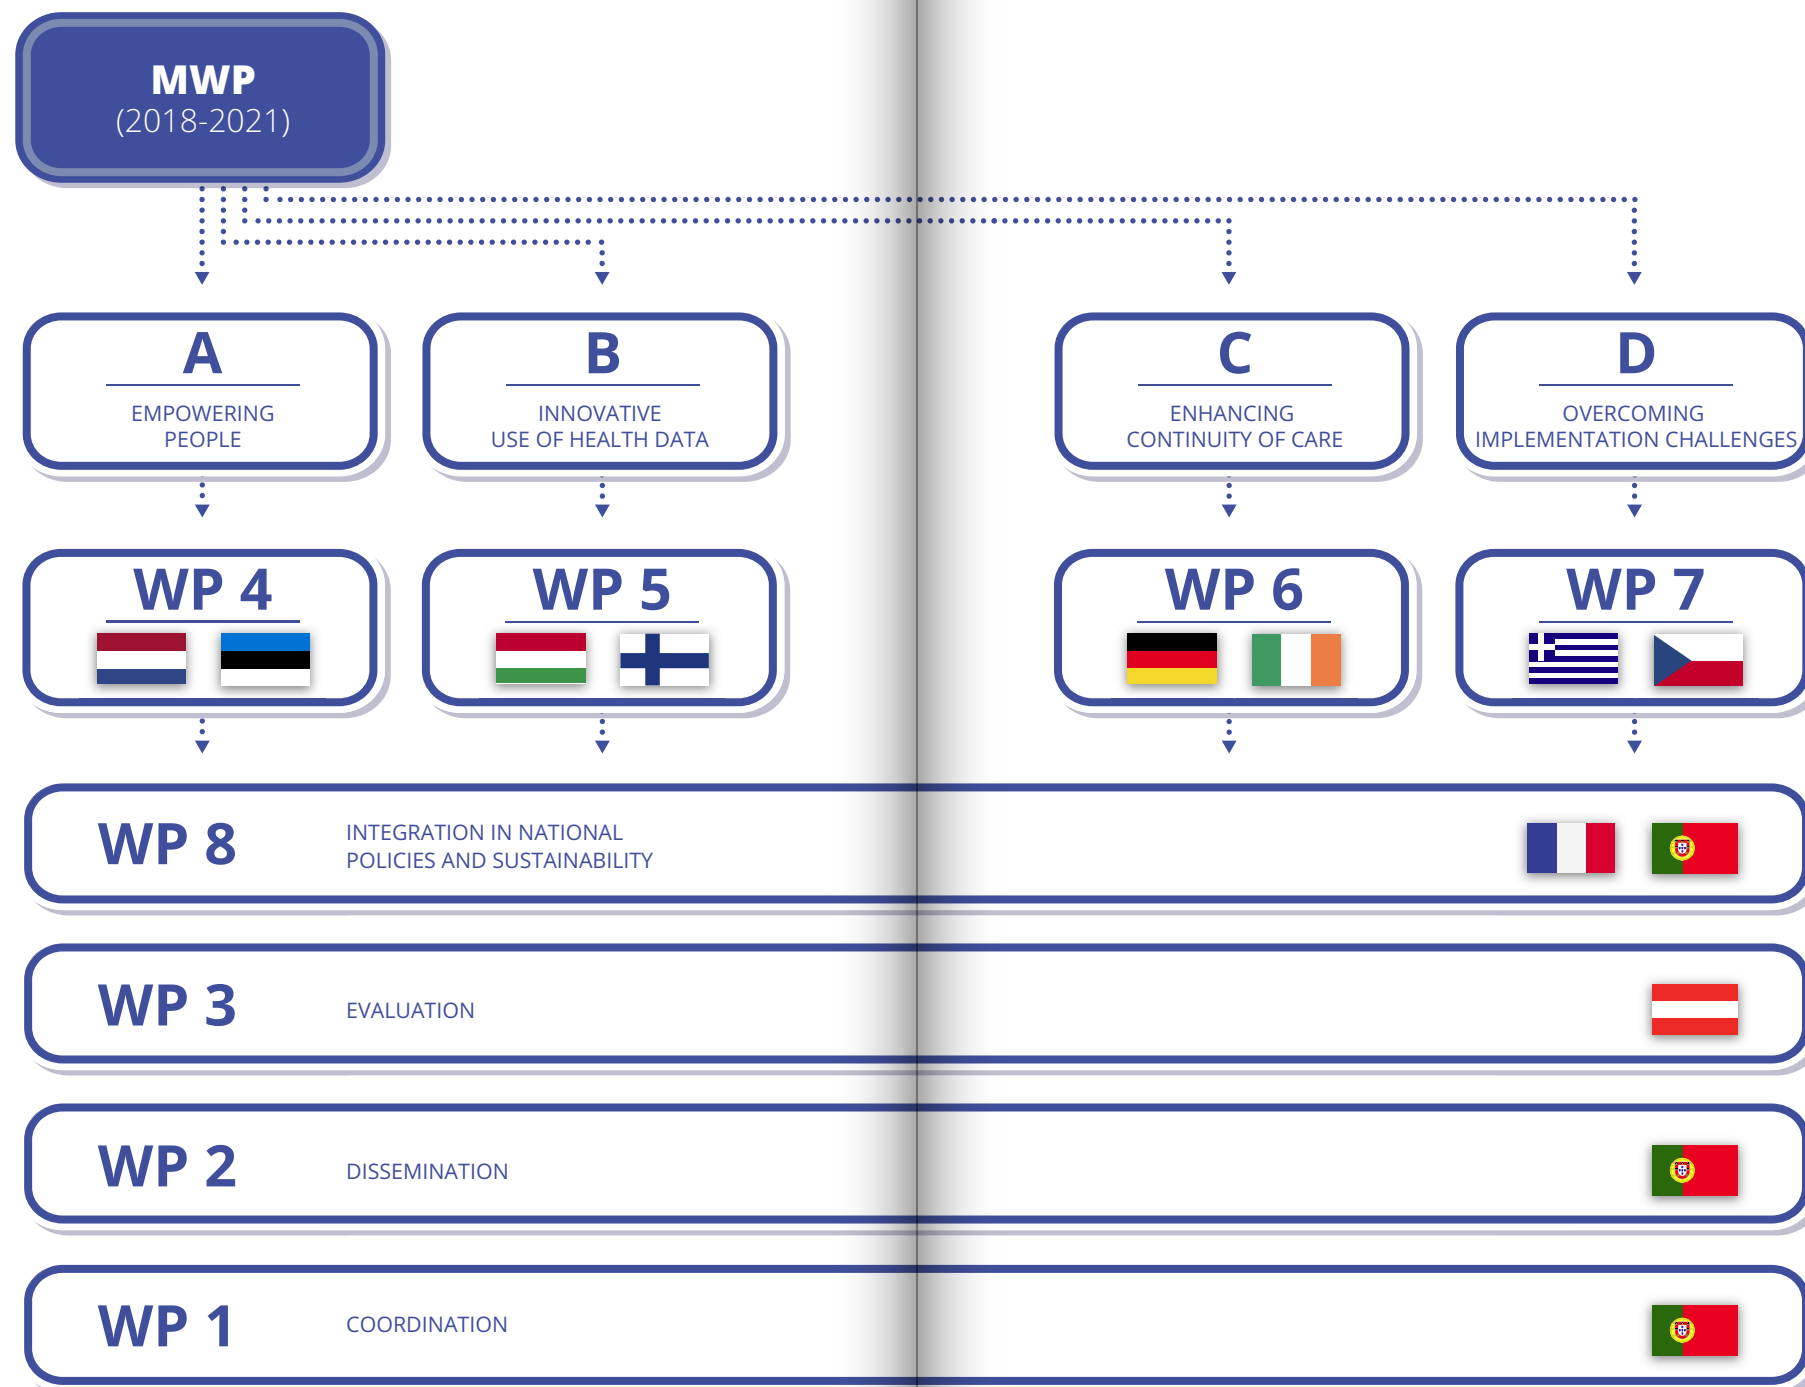 MWP
(2018-2021)
A
EMPOWERING
PEOPLE
B
INNOVATIVE
USE OF HEALTH DATA
C
ENHANCING
CONTINUITY OF CARE
D
OVERCOMING
IMPLEMENTATION CHALLENGES
WP 4
WP 5
WP 6
WP 7
WP 8
INTEGRATION IN NATIONAL
POLICIES AND SUSTAINABILITY
WP 3
EVALUATION
WP 2
DISSEMINATION
WP 1
COORDINATION